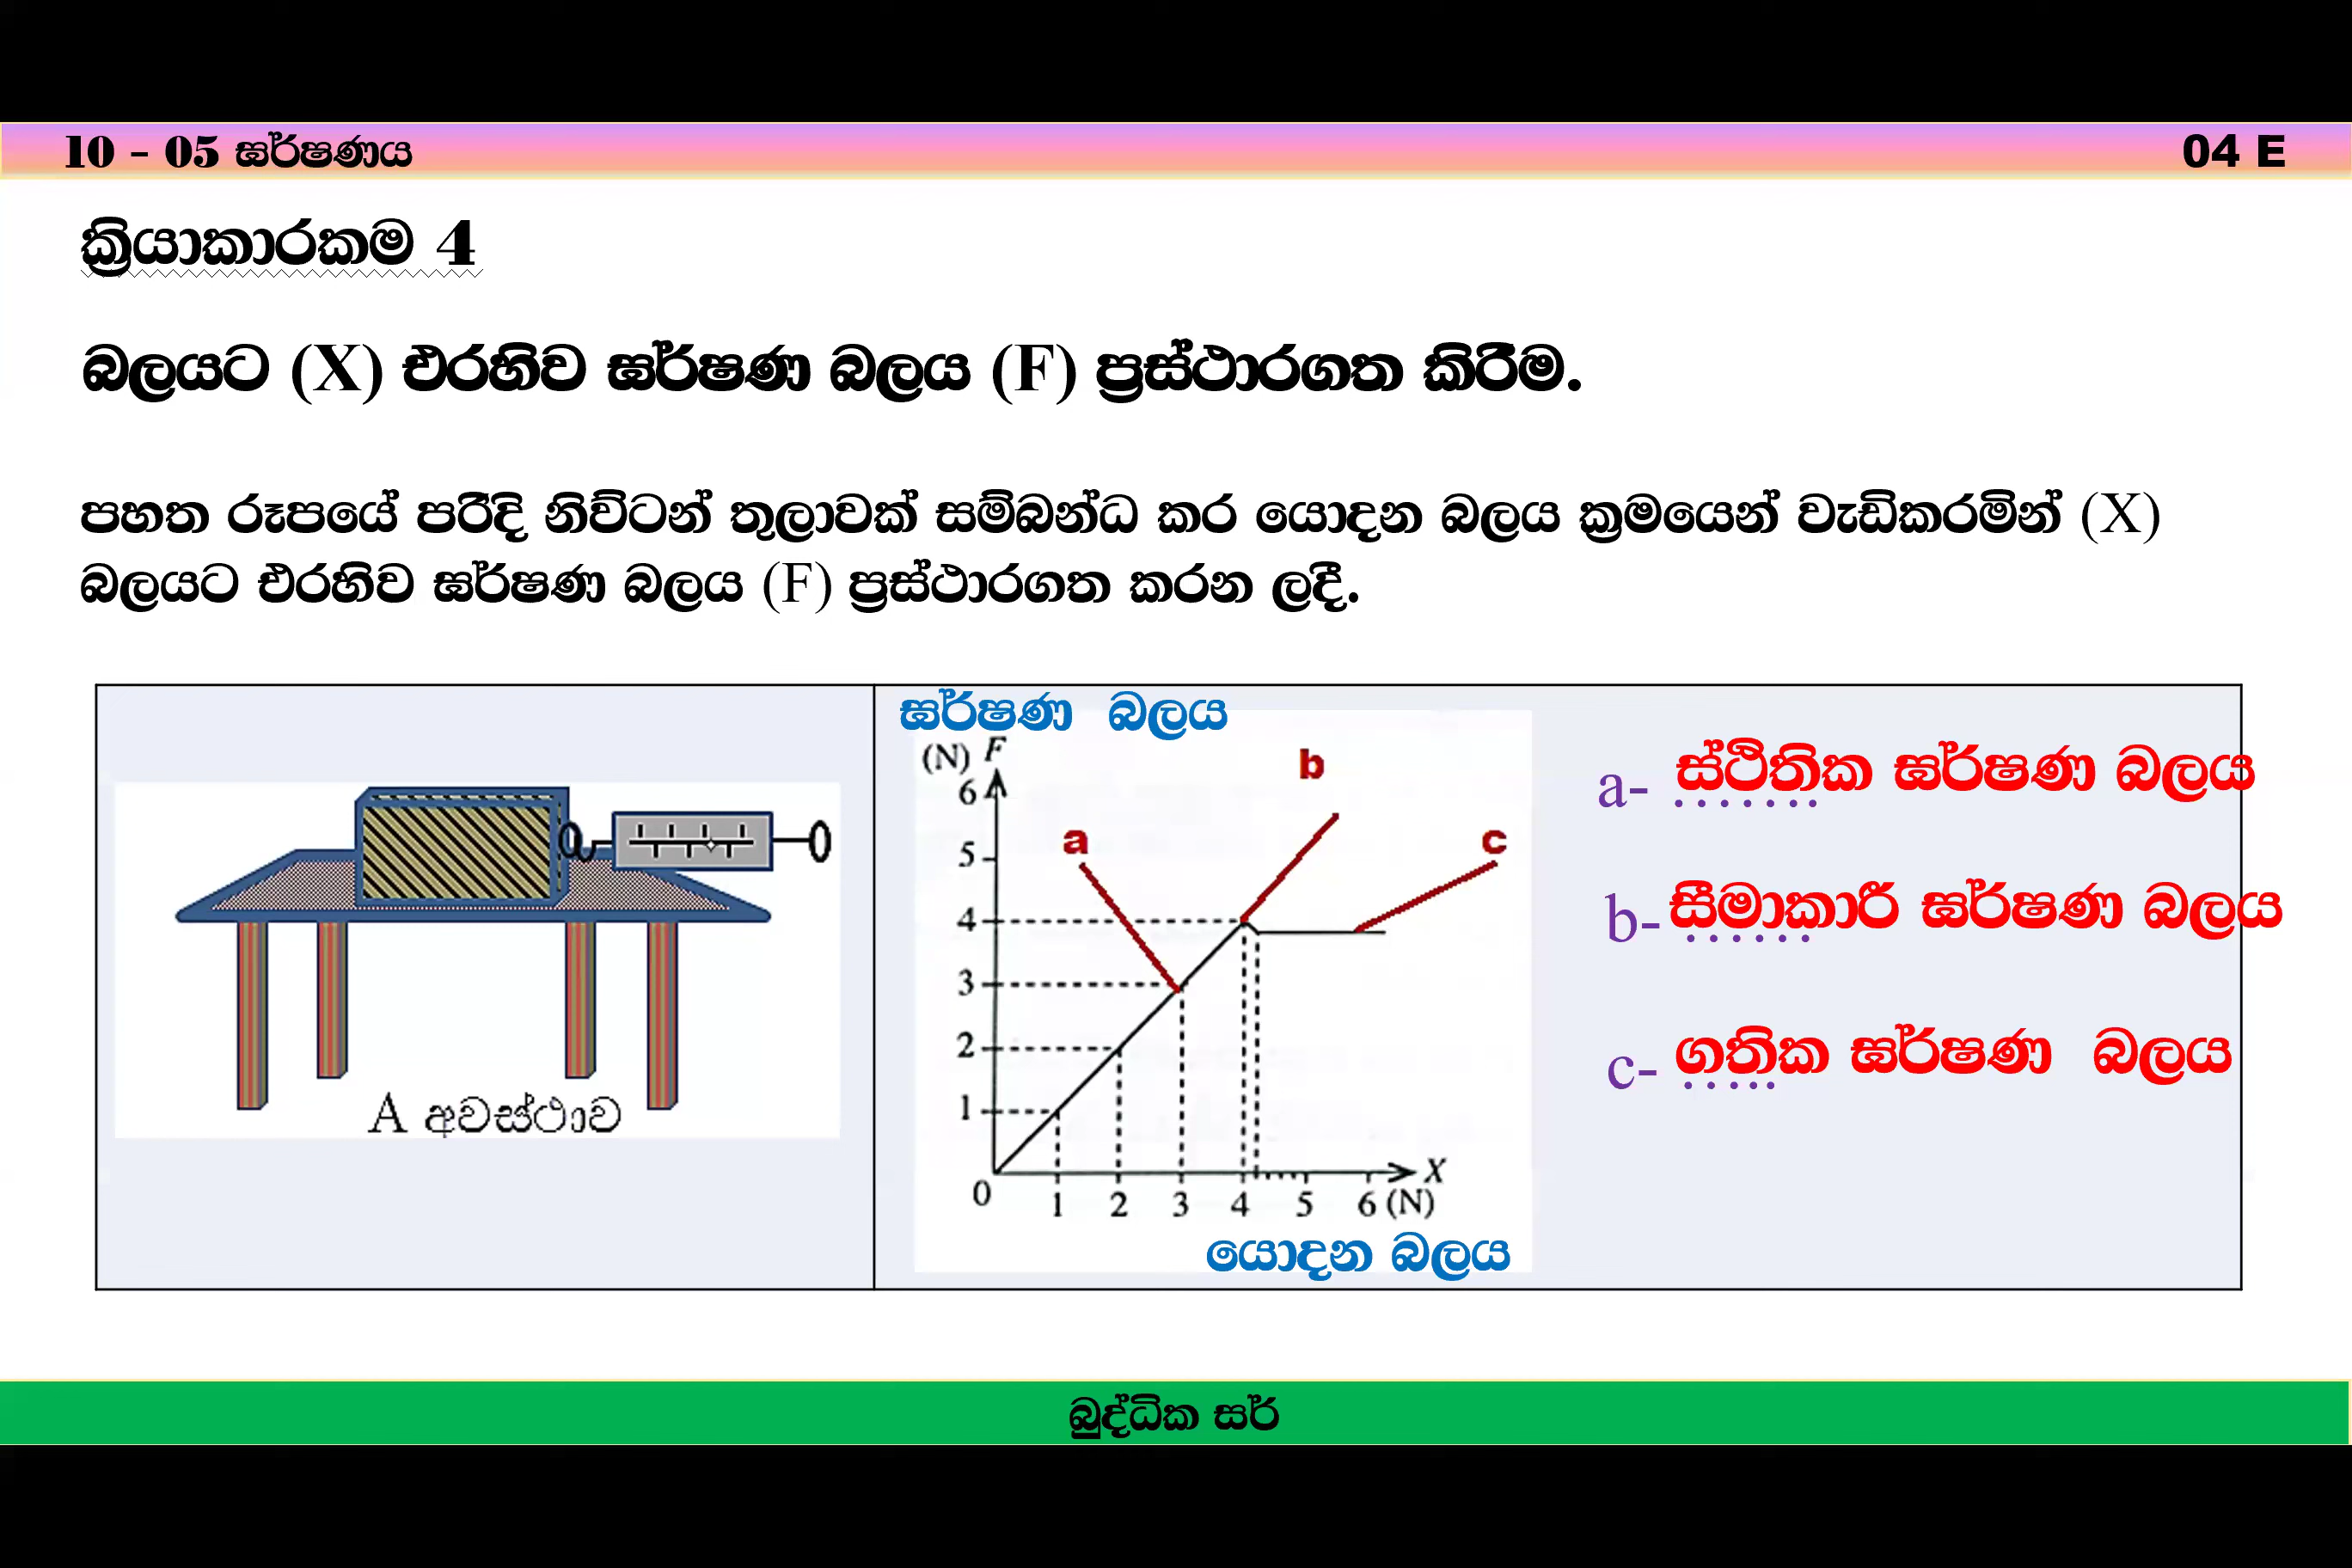 10 - 05 ඝර්ෂණය
04 E
ක්‍රියාකාරකම 4
බලයට (X) එරෙහිව ඝර්ෂණ බලය (F) ප්‍රස්ථාරගත කිරීම.
පහත රූපයේ පරිදි නිව්ටන් තුලාවක් සම්බන්ධ කර යොදන බලය ක්‍රමයෙන් වැඩිකරමින් (X)
බලයට එරහිව ඝර්ෂණ බලය (F) ප්‍රස්ථාරගත කරන ලදී.
A අවස්ථාව
ඝර්ෂණ බලය
(N) F
6
5
4
3
2
1
0
1 2 3 4 5 6 (N)
X
a
b
c
යොදන බලය
a- ස්ථිතික ඝර්ෂණ බලය
b- සීමාකාරී ඝර්ෂණ බලය
c- ගතික ඝර්ෂණ බලය
බුද්ධික සර්